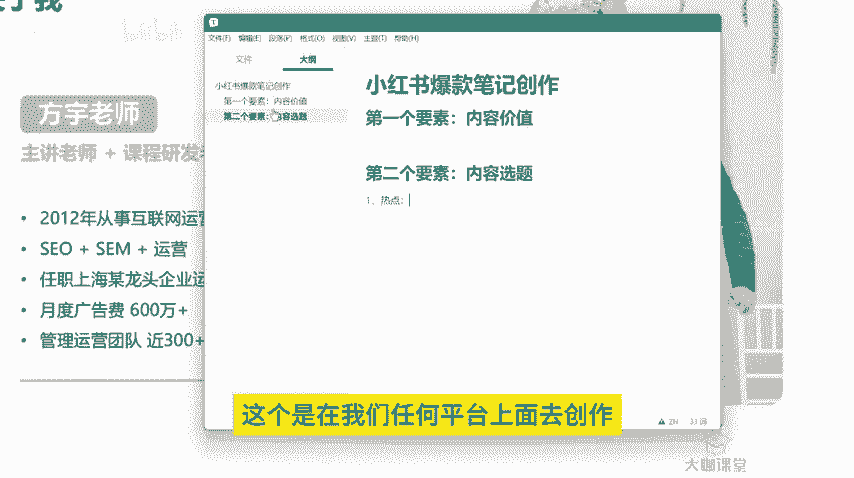 于我
方宇老师
主讲老师 + 课程研发
2012年从事互联网运营
SEO + SEM + 运营
任职上海某龙头企业运
月度广告费 600万+
管理运营团队 近300+
文件(F) 编辑(E) 段落(P) 格式(O) 视图(V) 主题(T) 帮助(H)
文件 大纲
小红书爆款笔记创作
第一个要素：内容价值
第二个要素：内容选题
小红书爆款笔记创作
第一个要素：内容价值
第二个要素：内容选题
1、热点：
这个是在我们任何平台上面去创作
ZH 33 词
大咖课堂